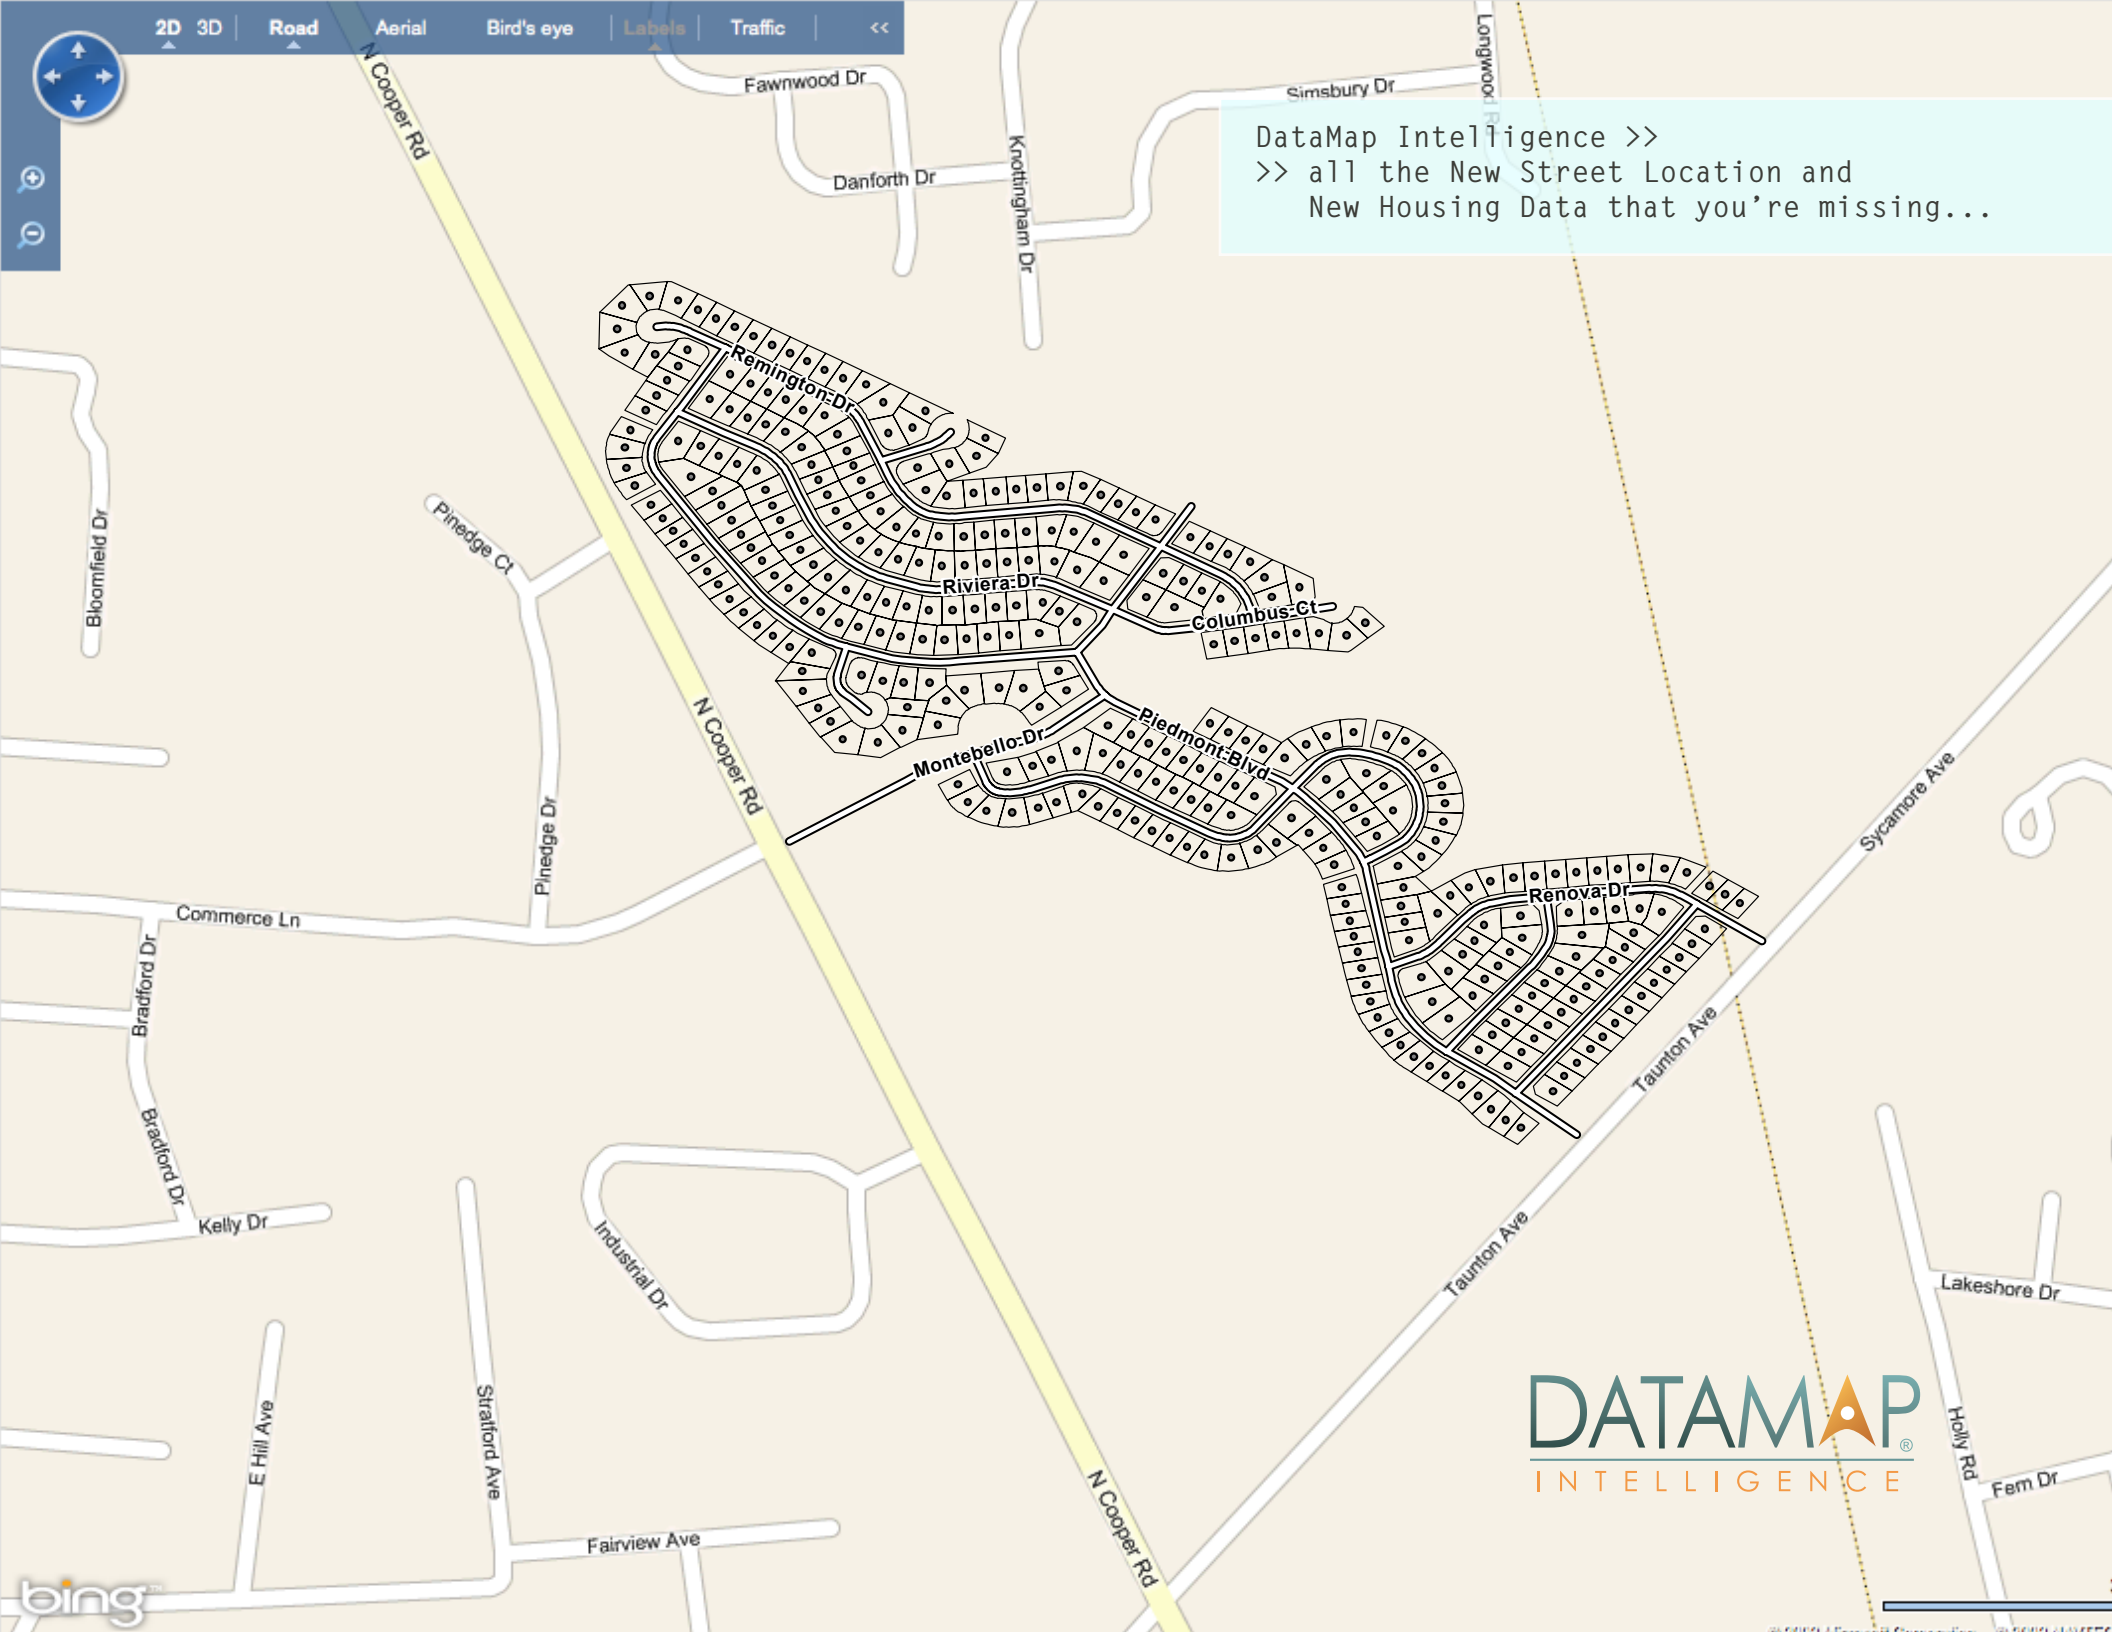 2D 3D Road Aerial Bird's eye Labels Traffic <<
N Cooper Rd
Fawnwood Dr
Danforth Dr
Knottingham Dr
Simsbury Dr
Longwood Rd
DataMap Intelligence >>
>> all the New Street Location and
New Housing Data that you're missing...
Remington Dr
Bloomfield Dr
Pinedge Ct
Riviera Dr
Columbus Ct
N Cooper Rd
Montebello Dr
Piedmont Blvd
Pinedge Dr
Sycamore Ave
Renova Dr
Commerce Ln
Bradford Dr
Taunton Ave
Bradford Dr
Kelly Dr
Industrial Dr
Taunton Ave
Lakeshore Dr
E Hill Ave
Stratford Ave
DATAMAP®
INTELLIGENCE
Holly Rd
Fern Dr
N Cooper Rd
Fairview Ave
bing™